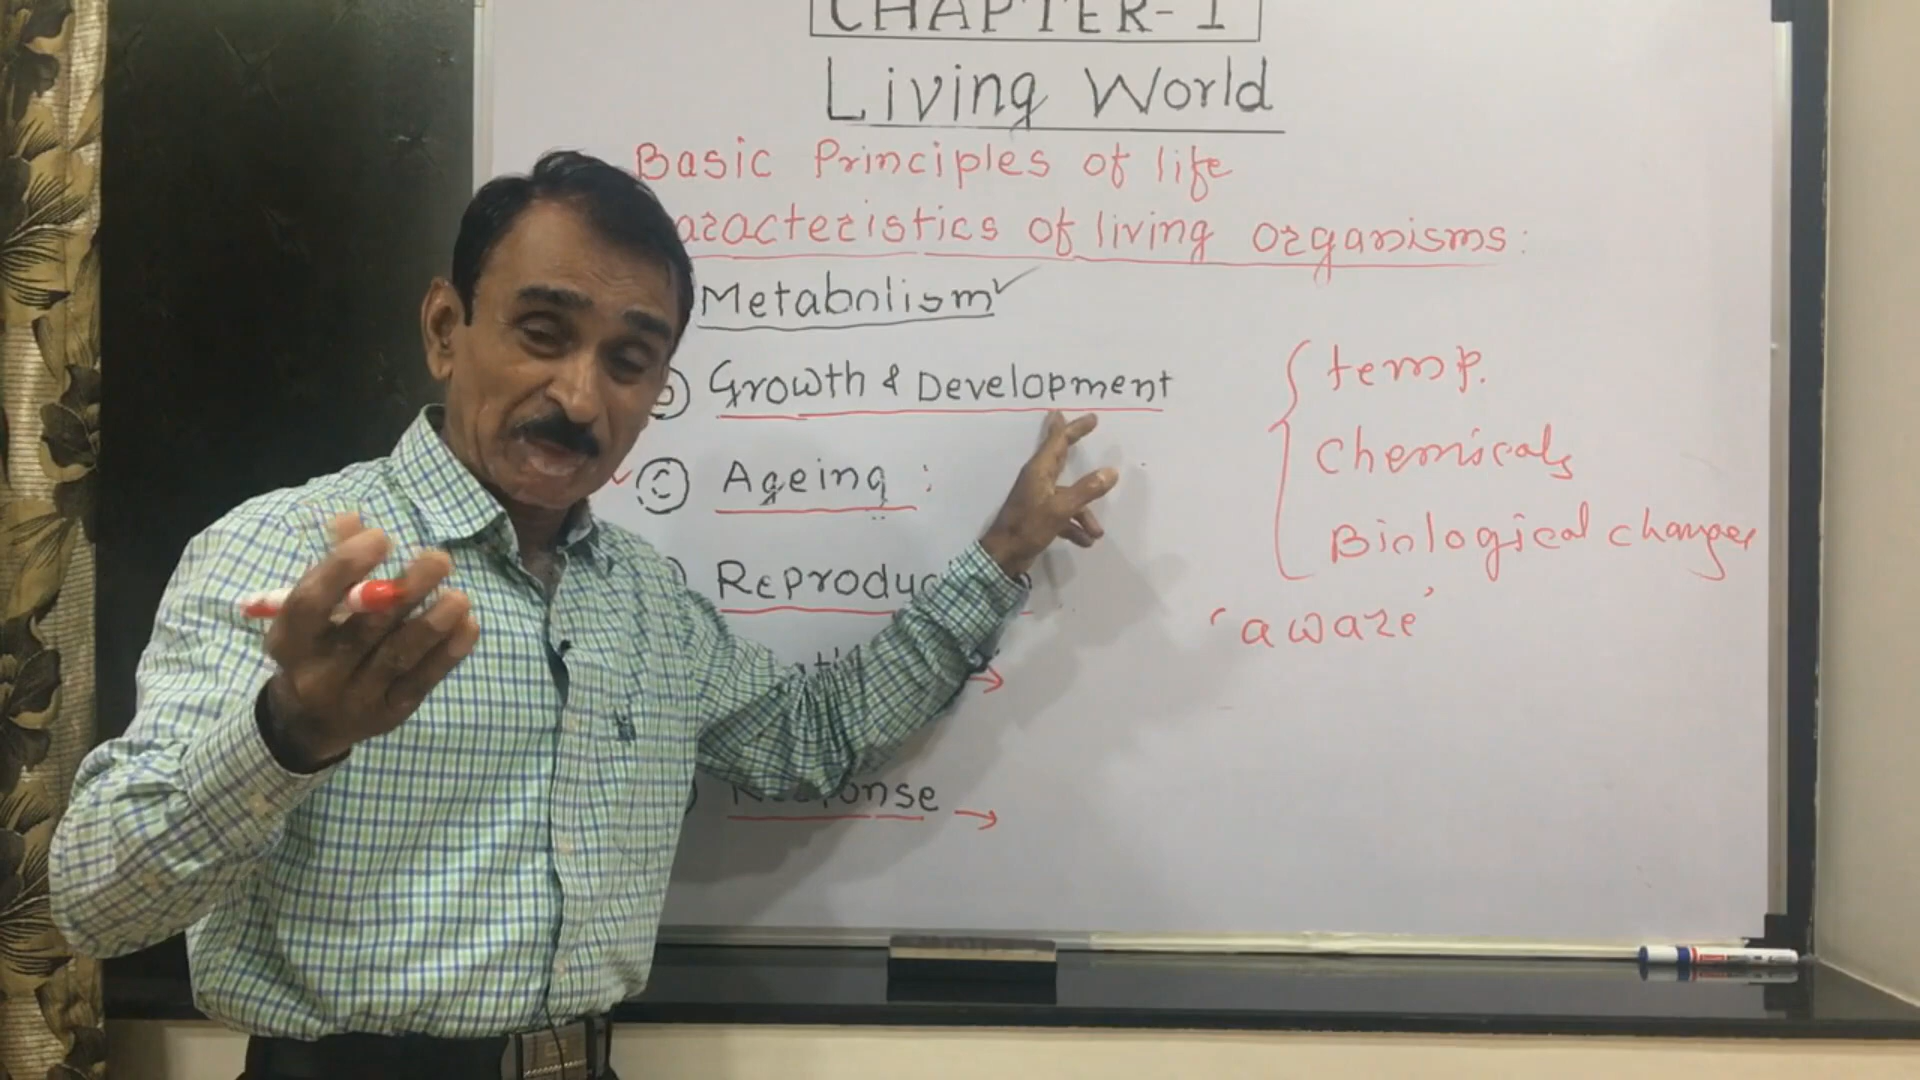 CHAPTER-1
Living World
Basic Principles of life
aracteristics of living organisms:
Metabolism
Growth & Development
C Ageing :
Reproduc
Response
temp.
Chemicals
Biological changes
'aware'